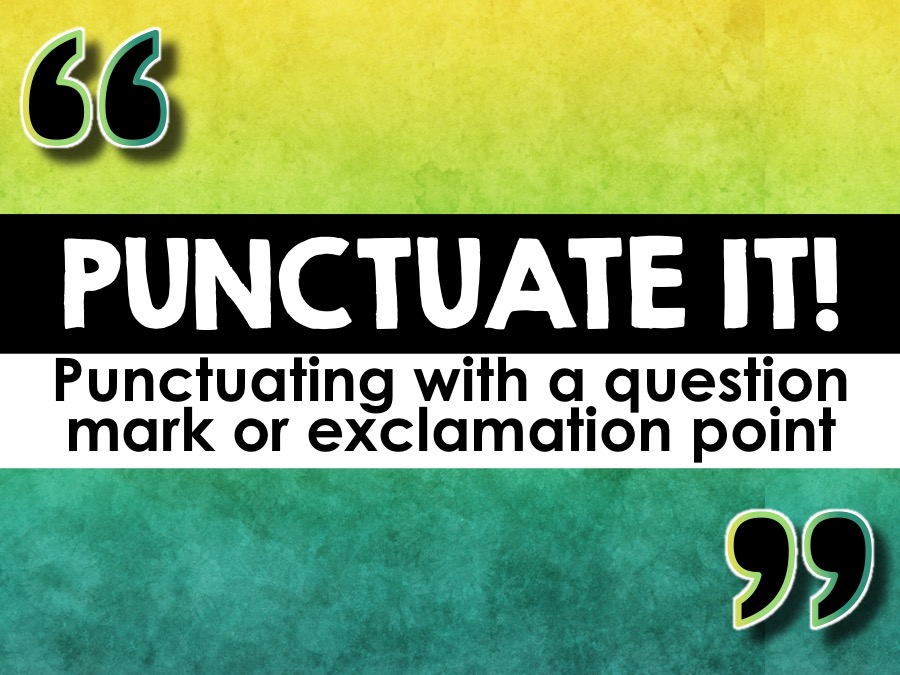 “
PUNCTUATE IT!
Punctuating with a question
mark or exclamation point
”